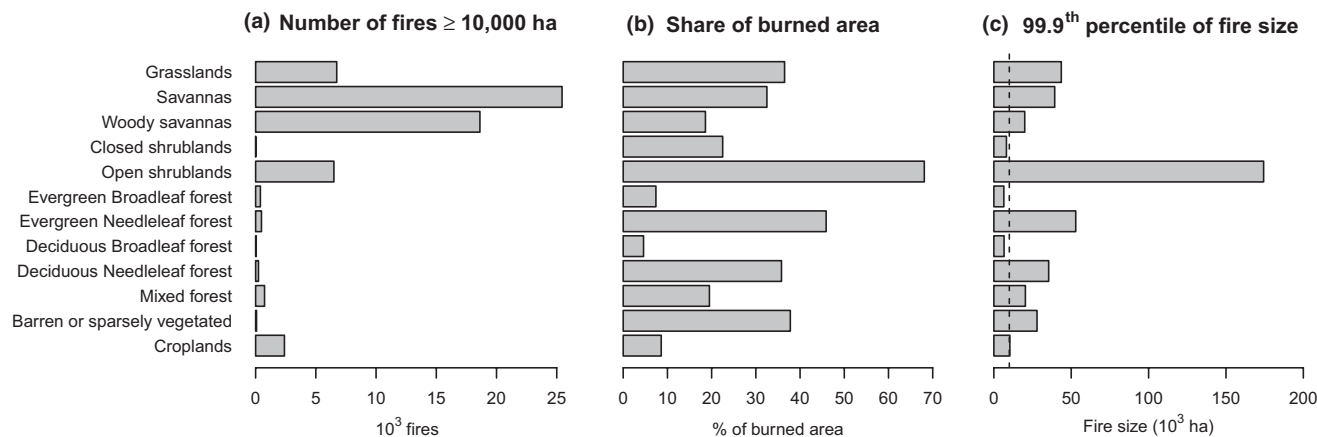 (a) Number of fires ≥ 10,000 ha
(b) Share of burned area
(c) 99.9th percentile of fire size
Grasslands
Savannas
Woody savannas
Closed shrublands
Open shrublands
Evergreen Broadleaf forest
Evergreen Needleleaf forest
Deciduous Broadleaf forest
Deciduous Needleleaf forest
Mixed forest
Barren or sparsely vegetated
Croplands
0 5 10 15 20 25
10³ fires
0 10 20 30 40 50 60 70
% of burned area
0 50 100 150 200
Fire size (10³ ha)